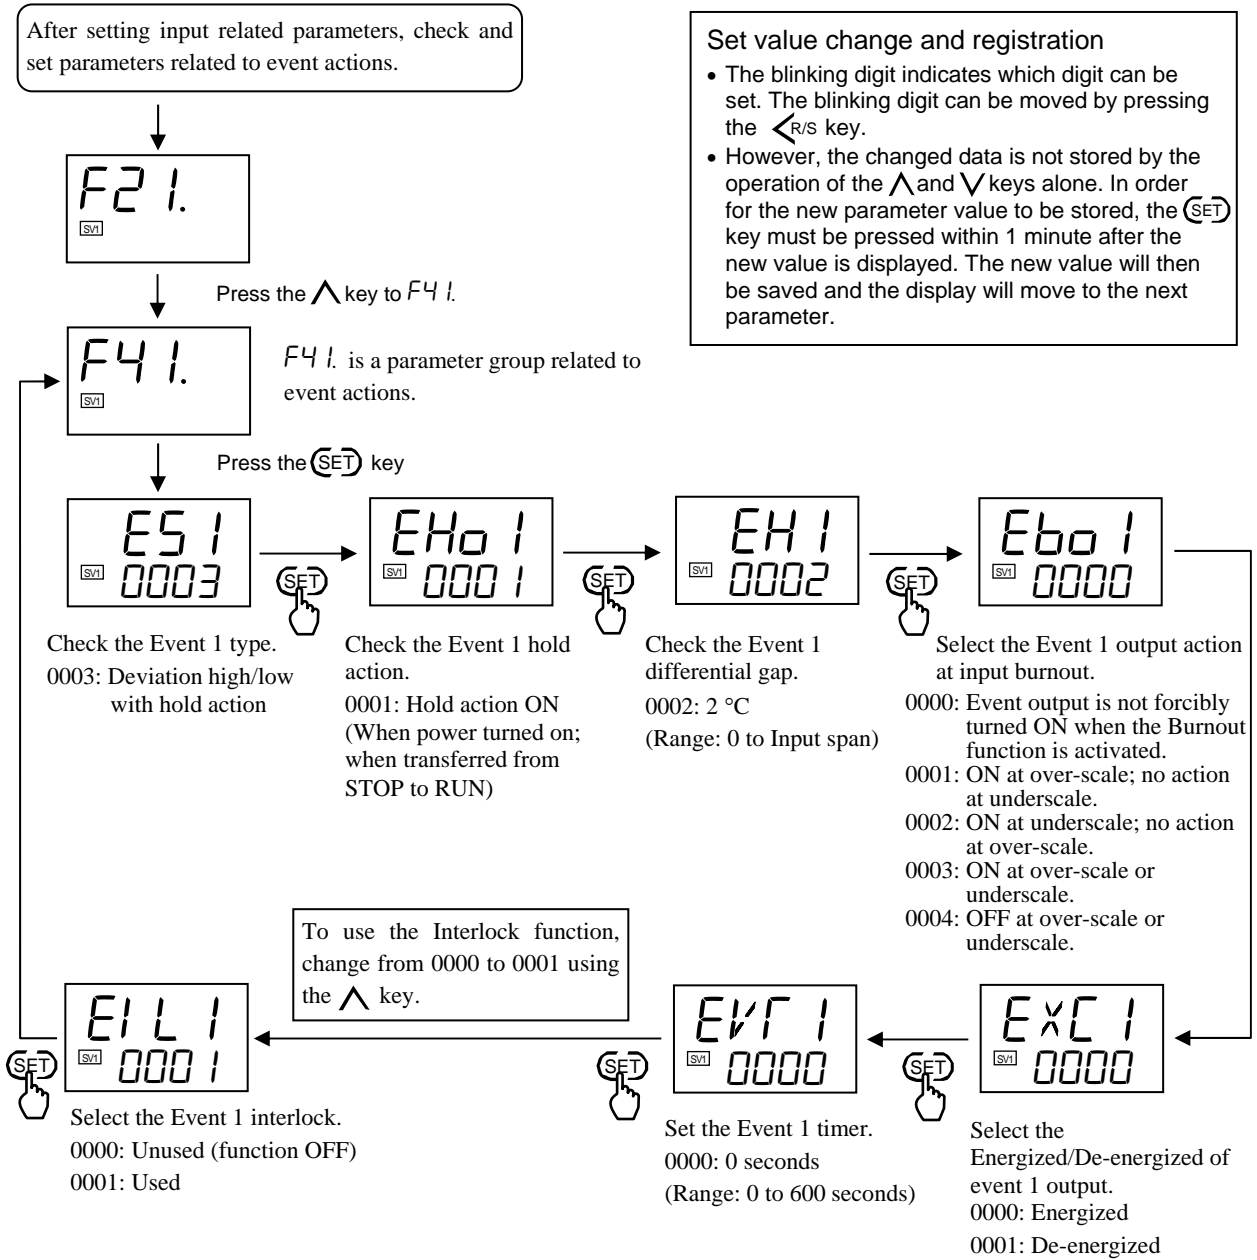 After setting input related parameters, check and
set parameters related to event actions.
Set value change and registration
• The blinking digit indicates which digit can be
set. The blinking digit can be moved by pressing
the <R/S key.
• However, the changed data is not stored by the
operation of the ∧ and ∨ keys alone. In order
for the new parameter value to be stored, the SET
key must be pressed within 1 minute after the
new value is displayed. The new value will then
be saved and the display will move to the next
parameter.
F21.
SV1
Press the ∧ key to F41.
F41.
SV1
F41. is a parameter group related to
event actions.
Press the SET key
ES1
SV1 0003
SET
Check the Event 1 type.
0003: Deviation high/low
with hold action
EHo1
SV1 0001
SET
Check the Event 1 hold
action.
0001: Hold action ON
(When power turned on;
when transferred from
STOP to RUN)
EH1
SV1 0002
SET
Check the Event 1
differential gap.
0002: 2 °C
(Range: 0 to Input span)
Ebo1
SV1 0000
Select the Event 1 output action
at input burnout.
0000: Event output is not forcibly
turned ON when the Burnout
function is activated.
0001: ON at over-scale; no action
at underscale.
0002: ON at underscale; no action
at over-scale.
0003: ON at over-scale or
underscale.
0004: OFF at over-scale or
underscale.
EXC1
SV1 0000
SET
Select the
Energized/De-energized of
event 1 output.
0000: Energized
0001: De-energized
EVT1
SV1 0000
SET
Set the Event 1 timer.
0000: 0 seconds
(Range: 0 to 600 seconds)
To use the Interlock function,
change from 0000 to 0001 using
the ∧ key.
EIL1
SV1 0001
SET
Select the Event 1 interlock.
0000: Unused (function OFF)
0001: Used